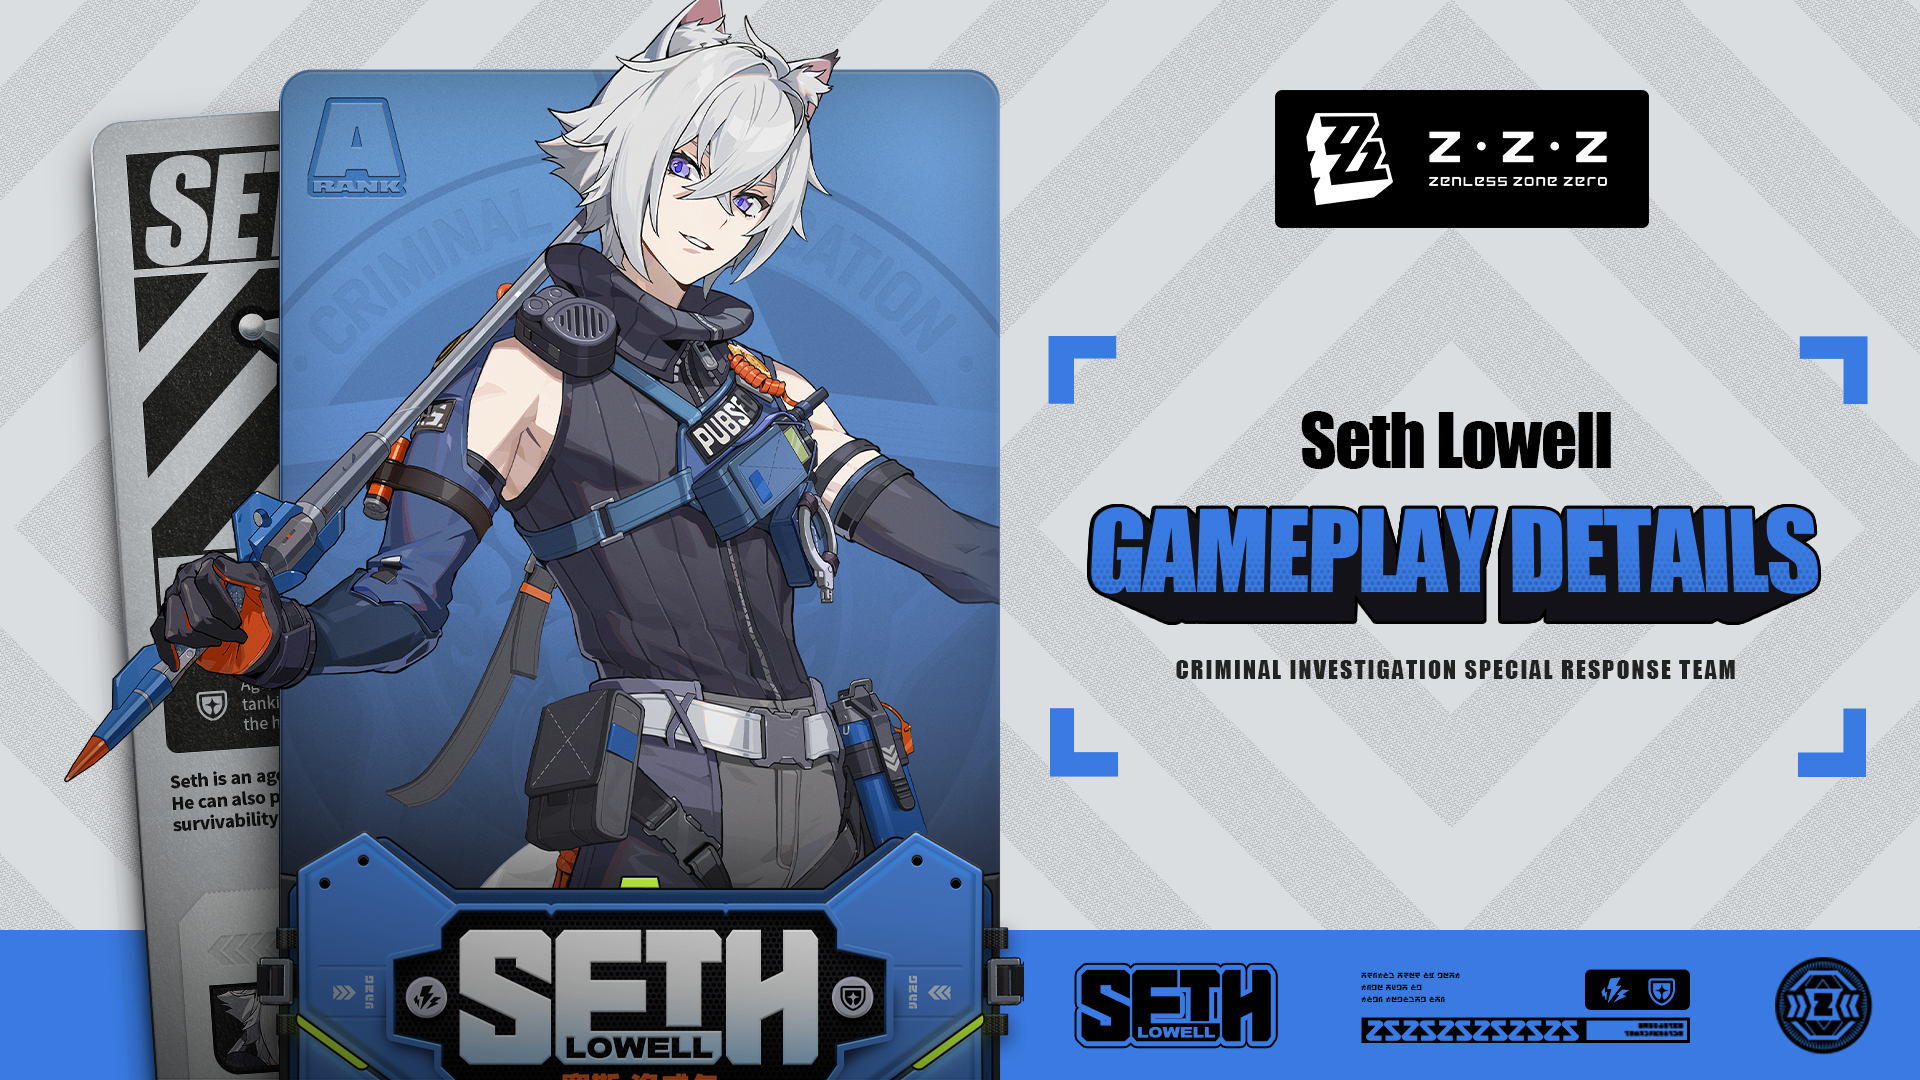 SE
A
RANK
CRIMINAL
ATION
PUBSE
Ag
tanki
the h
Seth is an age
He can also p
survivability
SETH
LOWELL
Z·Z·Z
ZENLESS ZONE ZERO
Seth Lowell
GAMEPLAY DETAILS
CRIMINAL INVESTIGATION SPECIAL RESPONSE TEAM
SETH
LOWELL